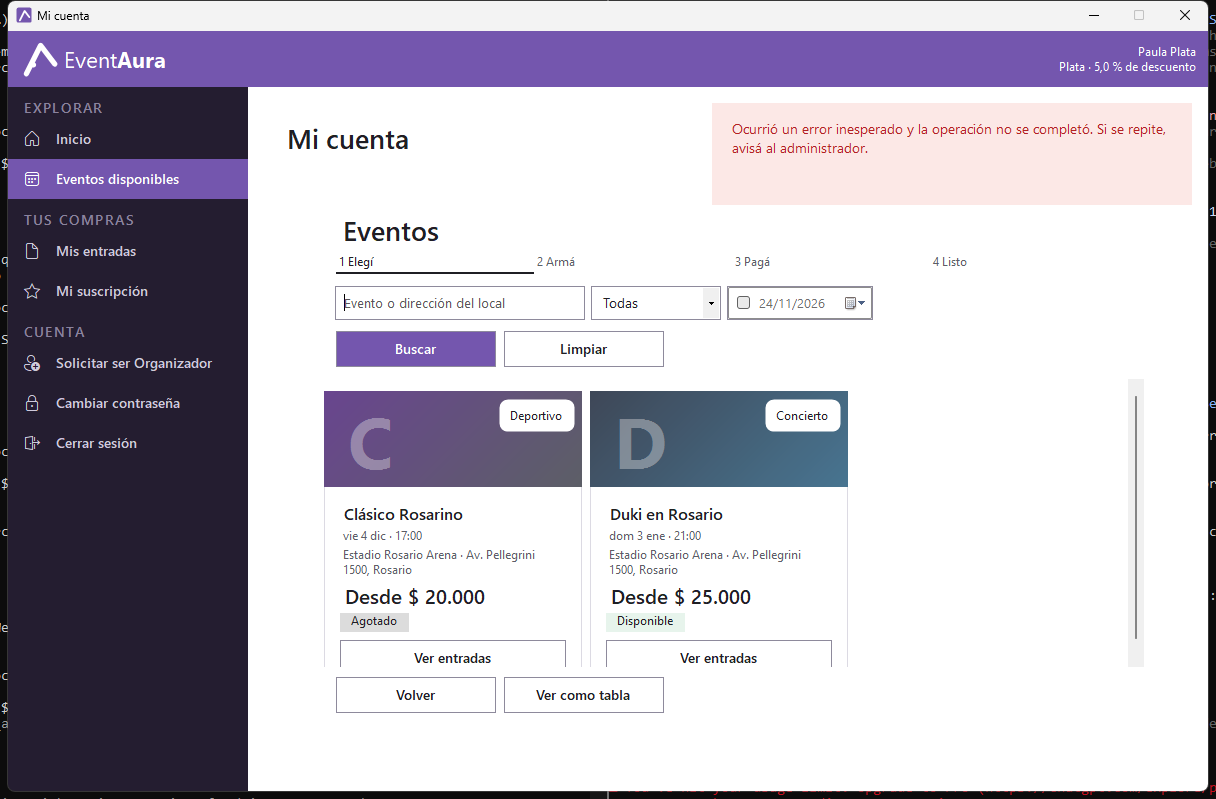 Mi cuenta
EventAura
Paula Plata
Plata · 5,0 % de descuento
EXPLORAR
Inicio
Eventos disponibles
TUS COMPRAS
Mis entradas
Mi suscripción
CUENTA
Solicitar ser Organizador
Cambiar contraseña
Cerrar sesión
Mi cuenta
Ocurrió un error inesperado y la operación no se completó. Si se repite,
avisá al administrador.
Eventos
1 Elegí
2 Armá
3 Pagá
4 Listo
Evento o dirección del local
Todas
24/11/2026
Buscar
Limpiar
C
Deportivo
Clásico Rosarino
vie 4 dic · 17:00
Estadio Rosario Arena · Av. Pellegrini
1500, Rosario
Desde $ 20.000
Agotado
Ver entradas
D
Concierto
Duki en Rosario
dom 3 ene · 21:00
Estadio Rosario Arena · Av. Pellegrini
1500, Rosario
Desde $ 25.000
Disponible
Ver entradas
Volver
Ver como tabla